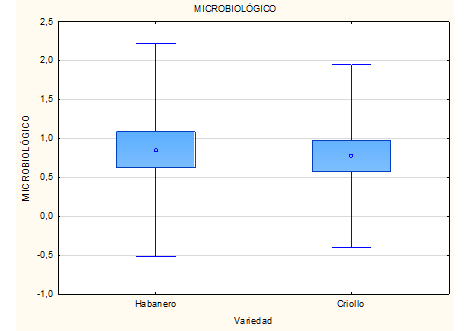 MICROBIOLÓGICO
2,5
2,0
1,5
1,0
0,5
0,0
-0,5
-1,0
MICROBIOLÓGICO
Habanero Criollo
Variedad